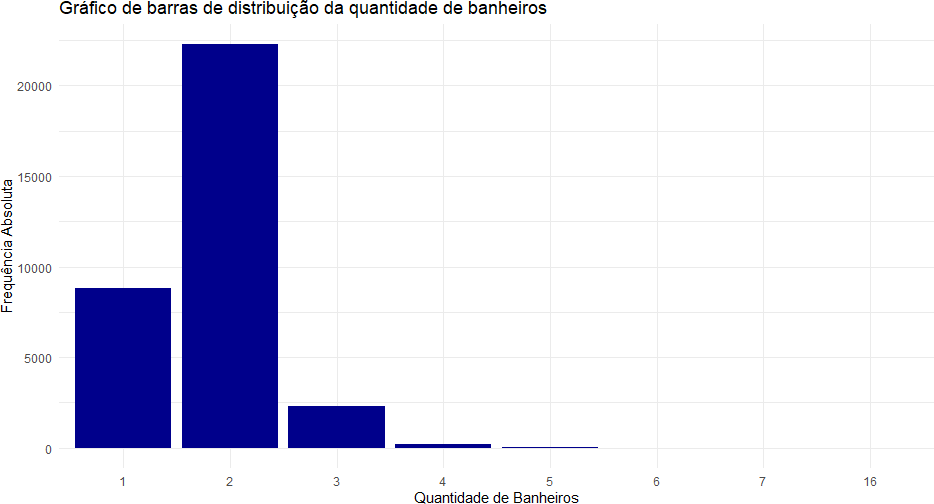 Gráfico de barras de distribuição da quantidade de banheiros
Frequência Absoluta
20000
15000
10000
5000
0
1 2 3 4 5 6 7 16
Quantidade de Banheiros